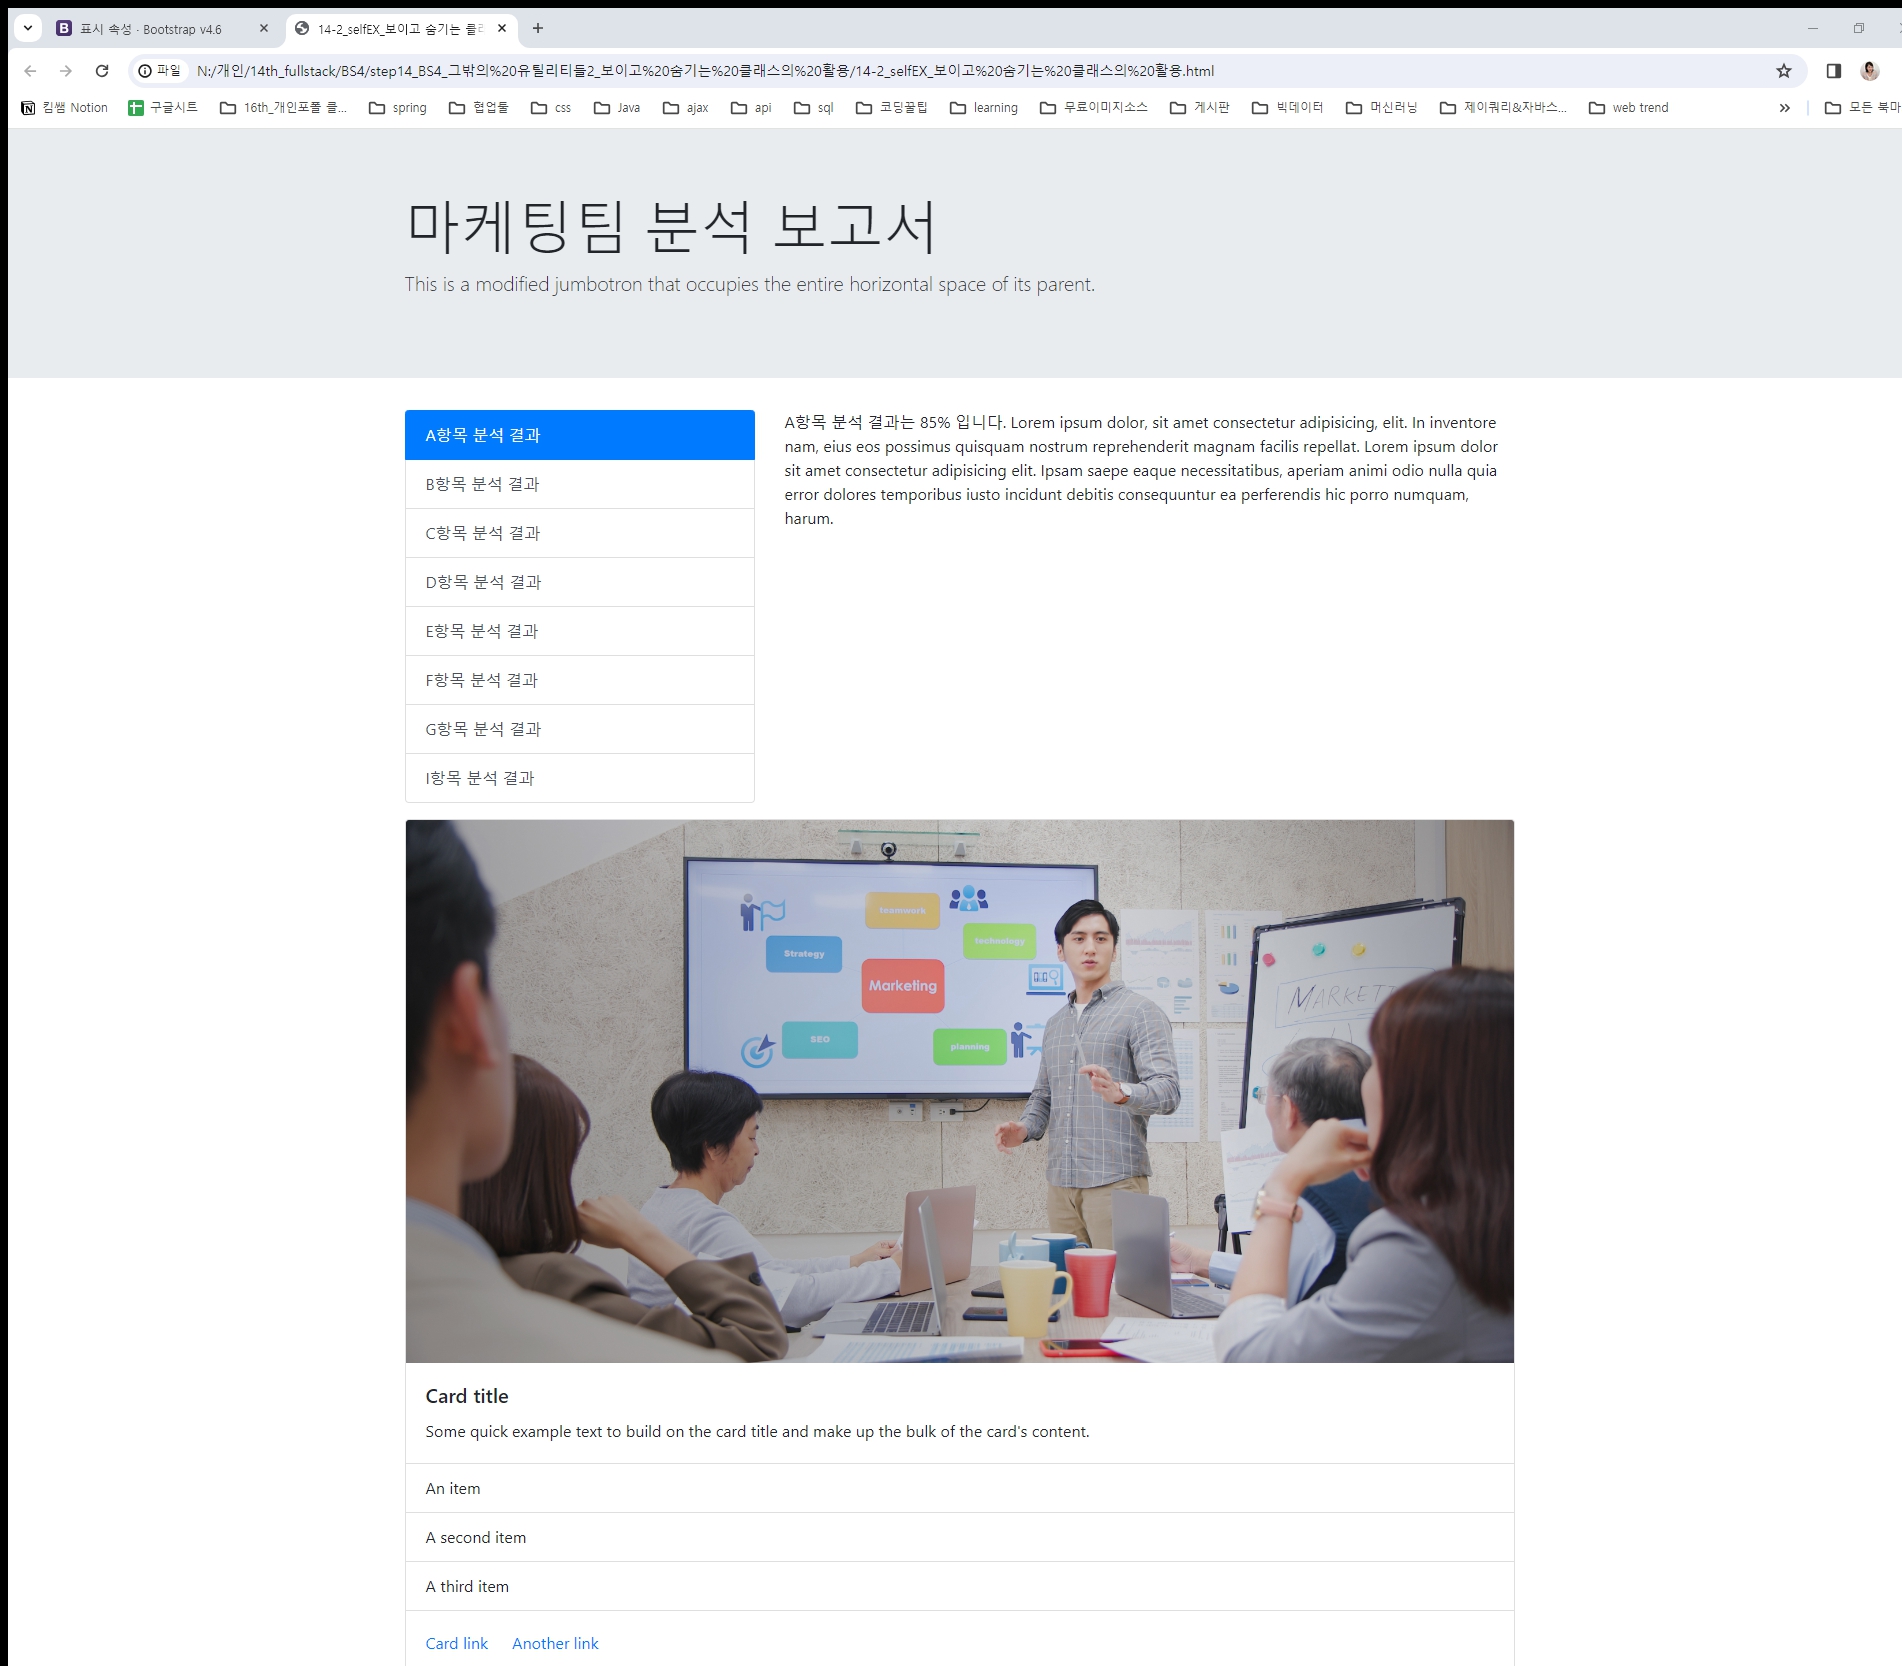 표시 속성 · Bootstrap v4.6
14-2_selfEX_보이고 숨기는 클
파일
N:/개인/14th_fullstack/BS4/step14_BS4_그밖의%20유틸리티들2_보이고%20숨기는%20클래스의%20활용/14-2_selfEX_보이고%20숨기는%20클래스의%20활용.html
킴쌤 Notion
구글시트
16th_개인포폴 클...
spring
협업툴
css
Java
ajax
api
sql
코딩꿀팁
learning
무료이미지소스
게시판
빅데이터
머신러닝
제이쿼리&자바스...
web trend
»
모든 북마
마케팅팀 분석 보고서
This is a modified jumbotron that occupies the entire horizontal space of its parent.
A항목 분석 결과
B항목 분석 결과
C항목 분석 결과
D항목 분석 결과
E항목 분석 결과
F항목 분석 결과
G항목 분석 결과
I항목 분석 결과
A항목 분석 결과는 85% 입니다. Lorem ipsum dolor, sit amet consectetur adipisicing, elit. In inventore
nam, eius eos possimus quisquam nostrum reprehenderit magnam facilis repellat. Lorem ipsum dolor
sit amet consectetur adipisicing elit. Ipsam saepe eaque necessitatibus, aperiam animi odio nulla quia
error dolores temporibus iusto incidunt debitis consequuntur ea perferendis hic porro numquam,
harum.
teamwork
technology
Strategy
Marketing
SEO
planning
MARKET
Card title
Some quick example text to build on the card title and make up the bulk of the card's content.
An item
A second item
A third item
Card link
Another link